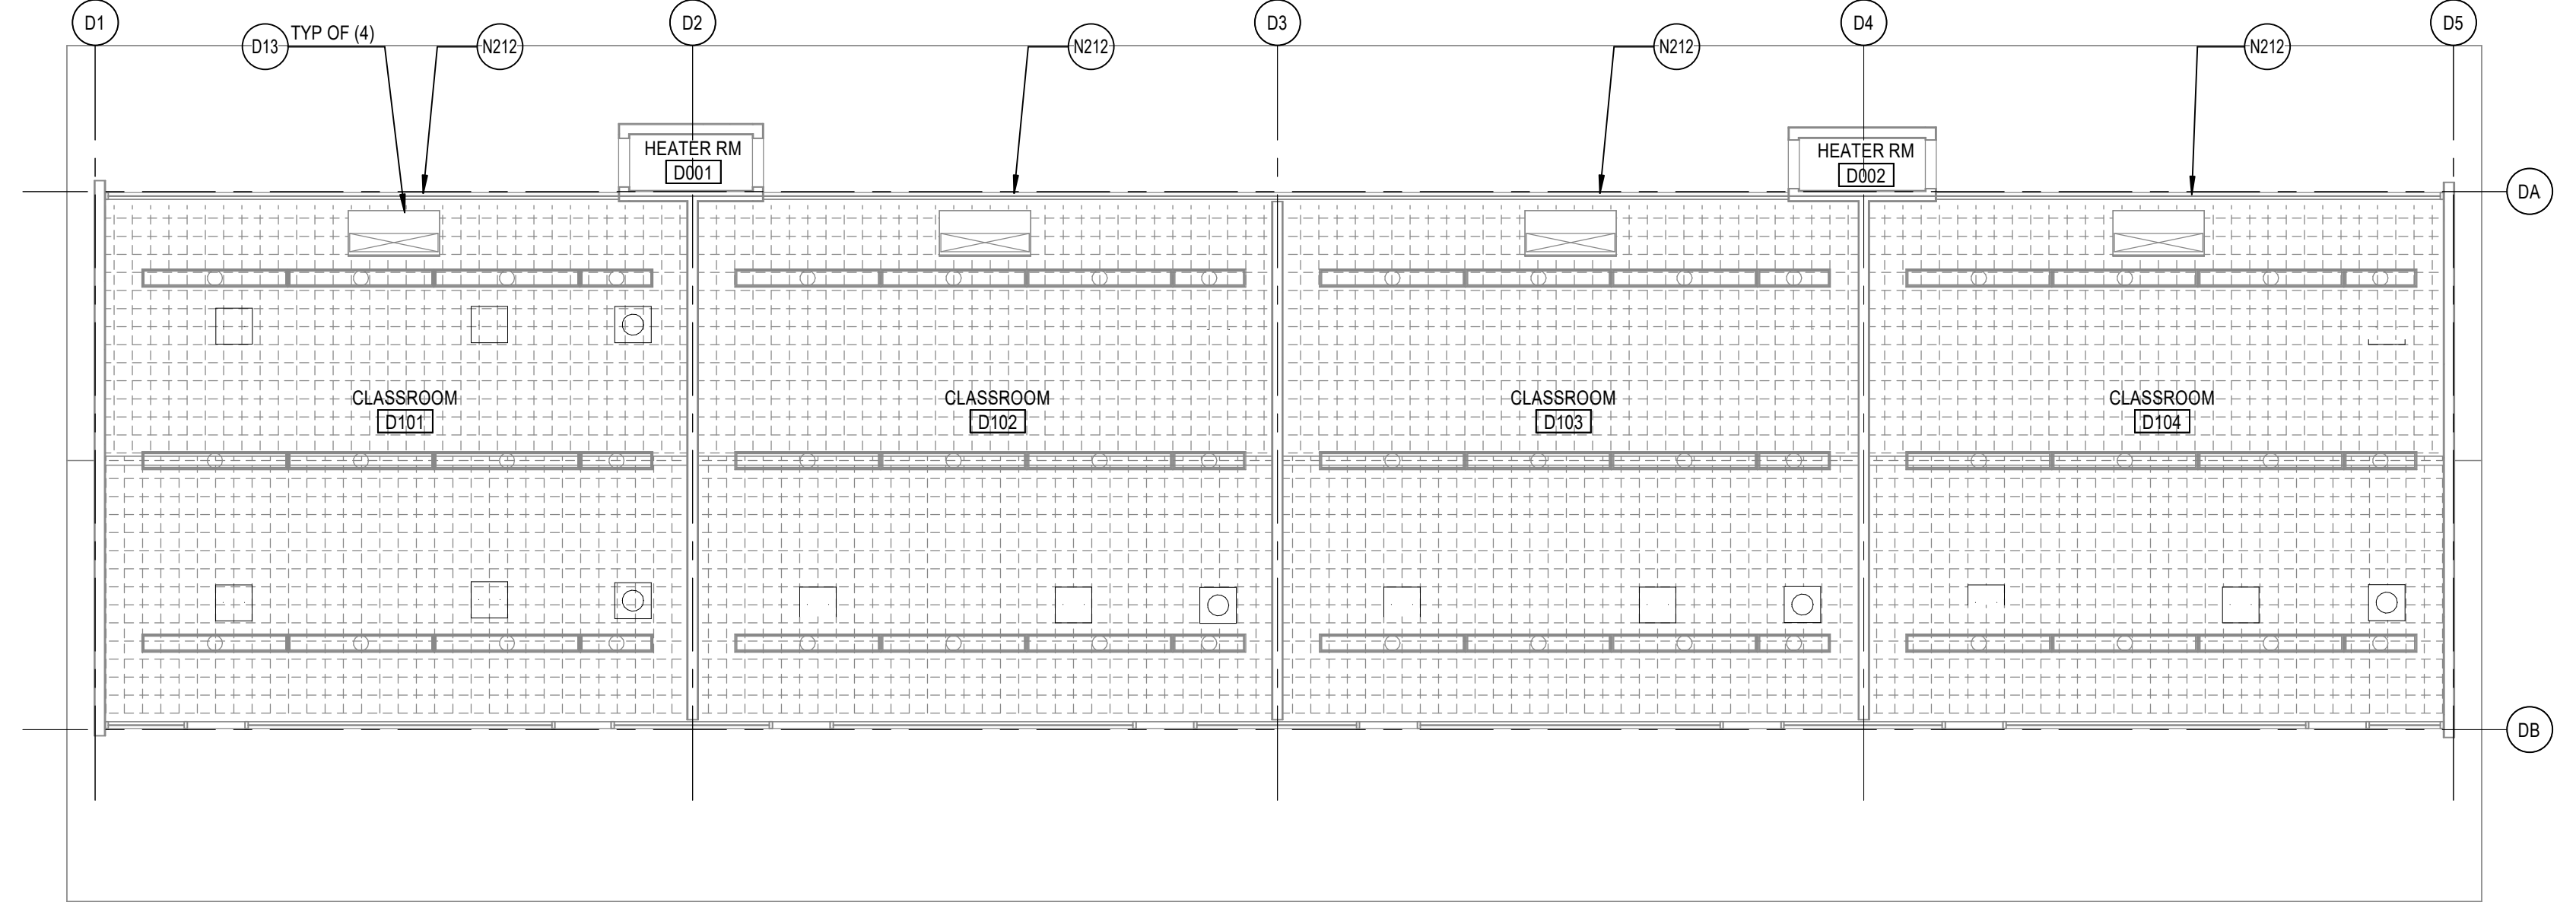 D1
D2
D3
D4
D5
D13
TYP OF (4)
N212
N212
N212
N212
HEATER RM
D001
HEATER RM
D002
DA
CLASSROOM
D101
CLASSROOM
D102
CLASSROOM
D103
CLASSROOM
D104
DB